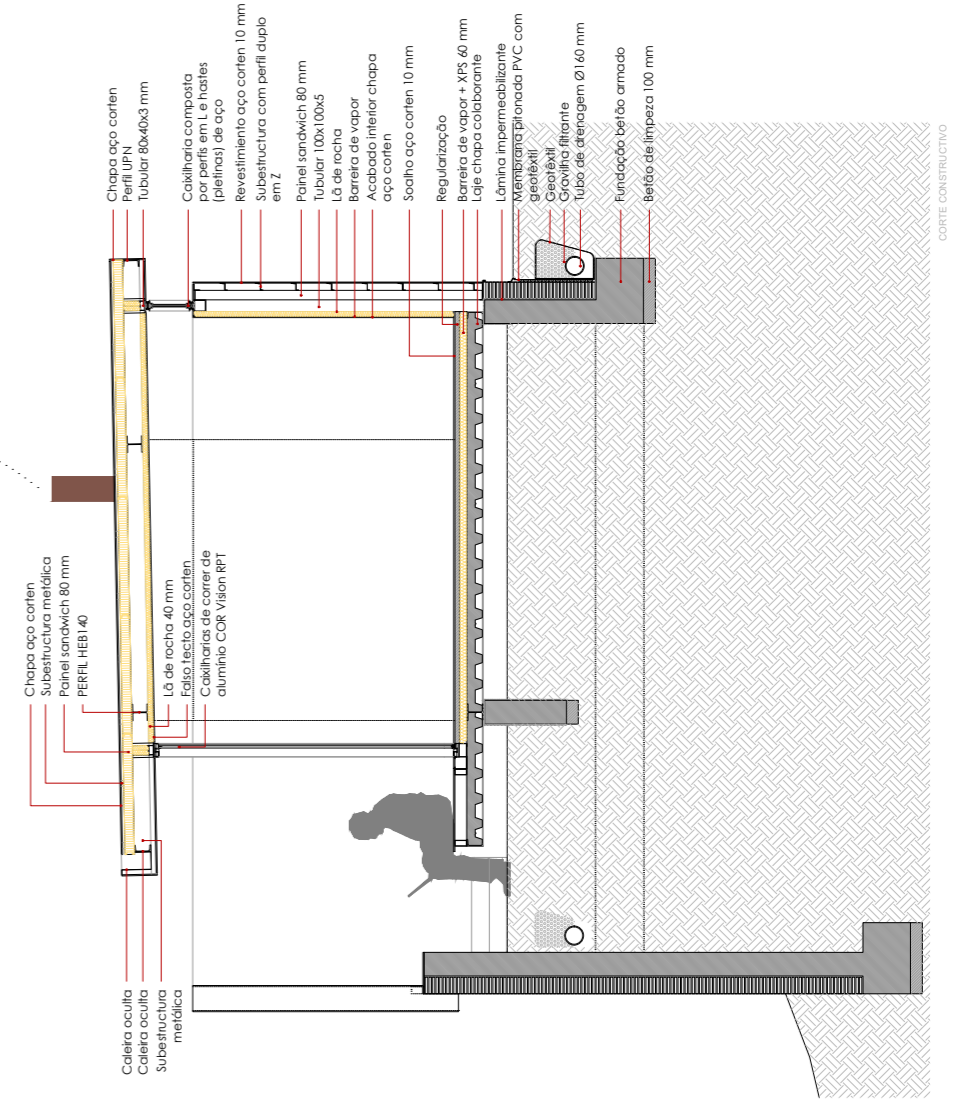 Chapa aço corten
Perfil UPN
Tubular 80x40x3 mm
Caixilharia composta
por perfis em L e hastes
(pletinas) de aço
Revestimiento aço corten 10 mm
Subestructura com perfil duplo
em Z
Painel sandwich 80 mm
Tubular 100x100x5
Lã de rocha
Barreira de vapor
Acabado interior chapa
aço corten
Soalha aço corten 10 mm
Regularização
Barreira de vapor + XPS 60 mm
Laje chapa colaborante
Lâmina impermeabilizante
Membrana pitonada PVC com
geotêxtil
Geotêxtil
Gravilha filtrante
Tubo de drenagem Ø160 mm
Fundação betão armado
Betão de limpeza 100 mm
Chapa aço corten
Subestructura metálica
Painel sandwich 80 mm
PERFIL HEB140
Lã de rocha 40 mm
Falso tecto aço corten
Caixilharias de correr de
alumínio COR Vision RPT
Caleira oculta
Caleira oculta
Subestructura
metálica
CORTE CONSTRUCTIVO